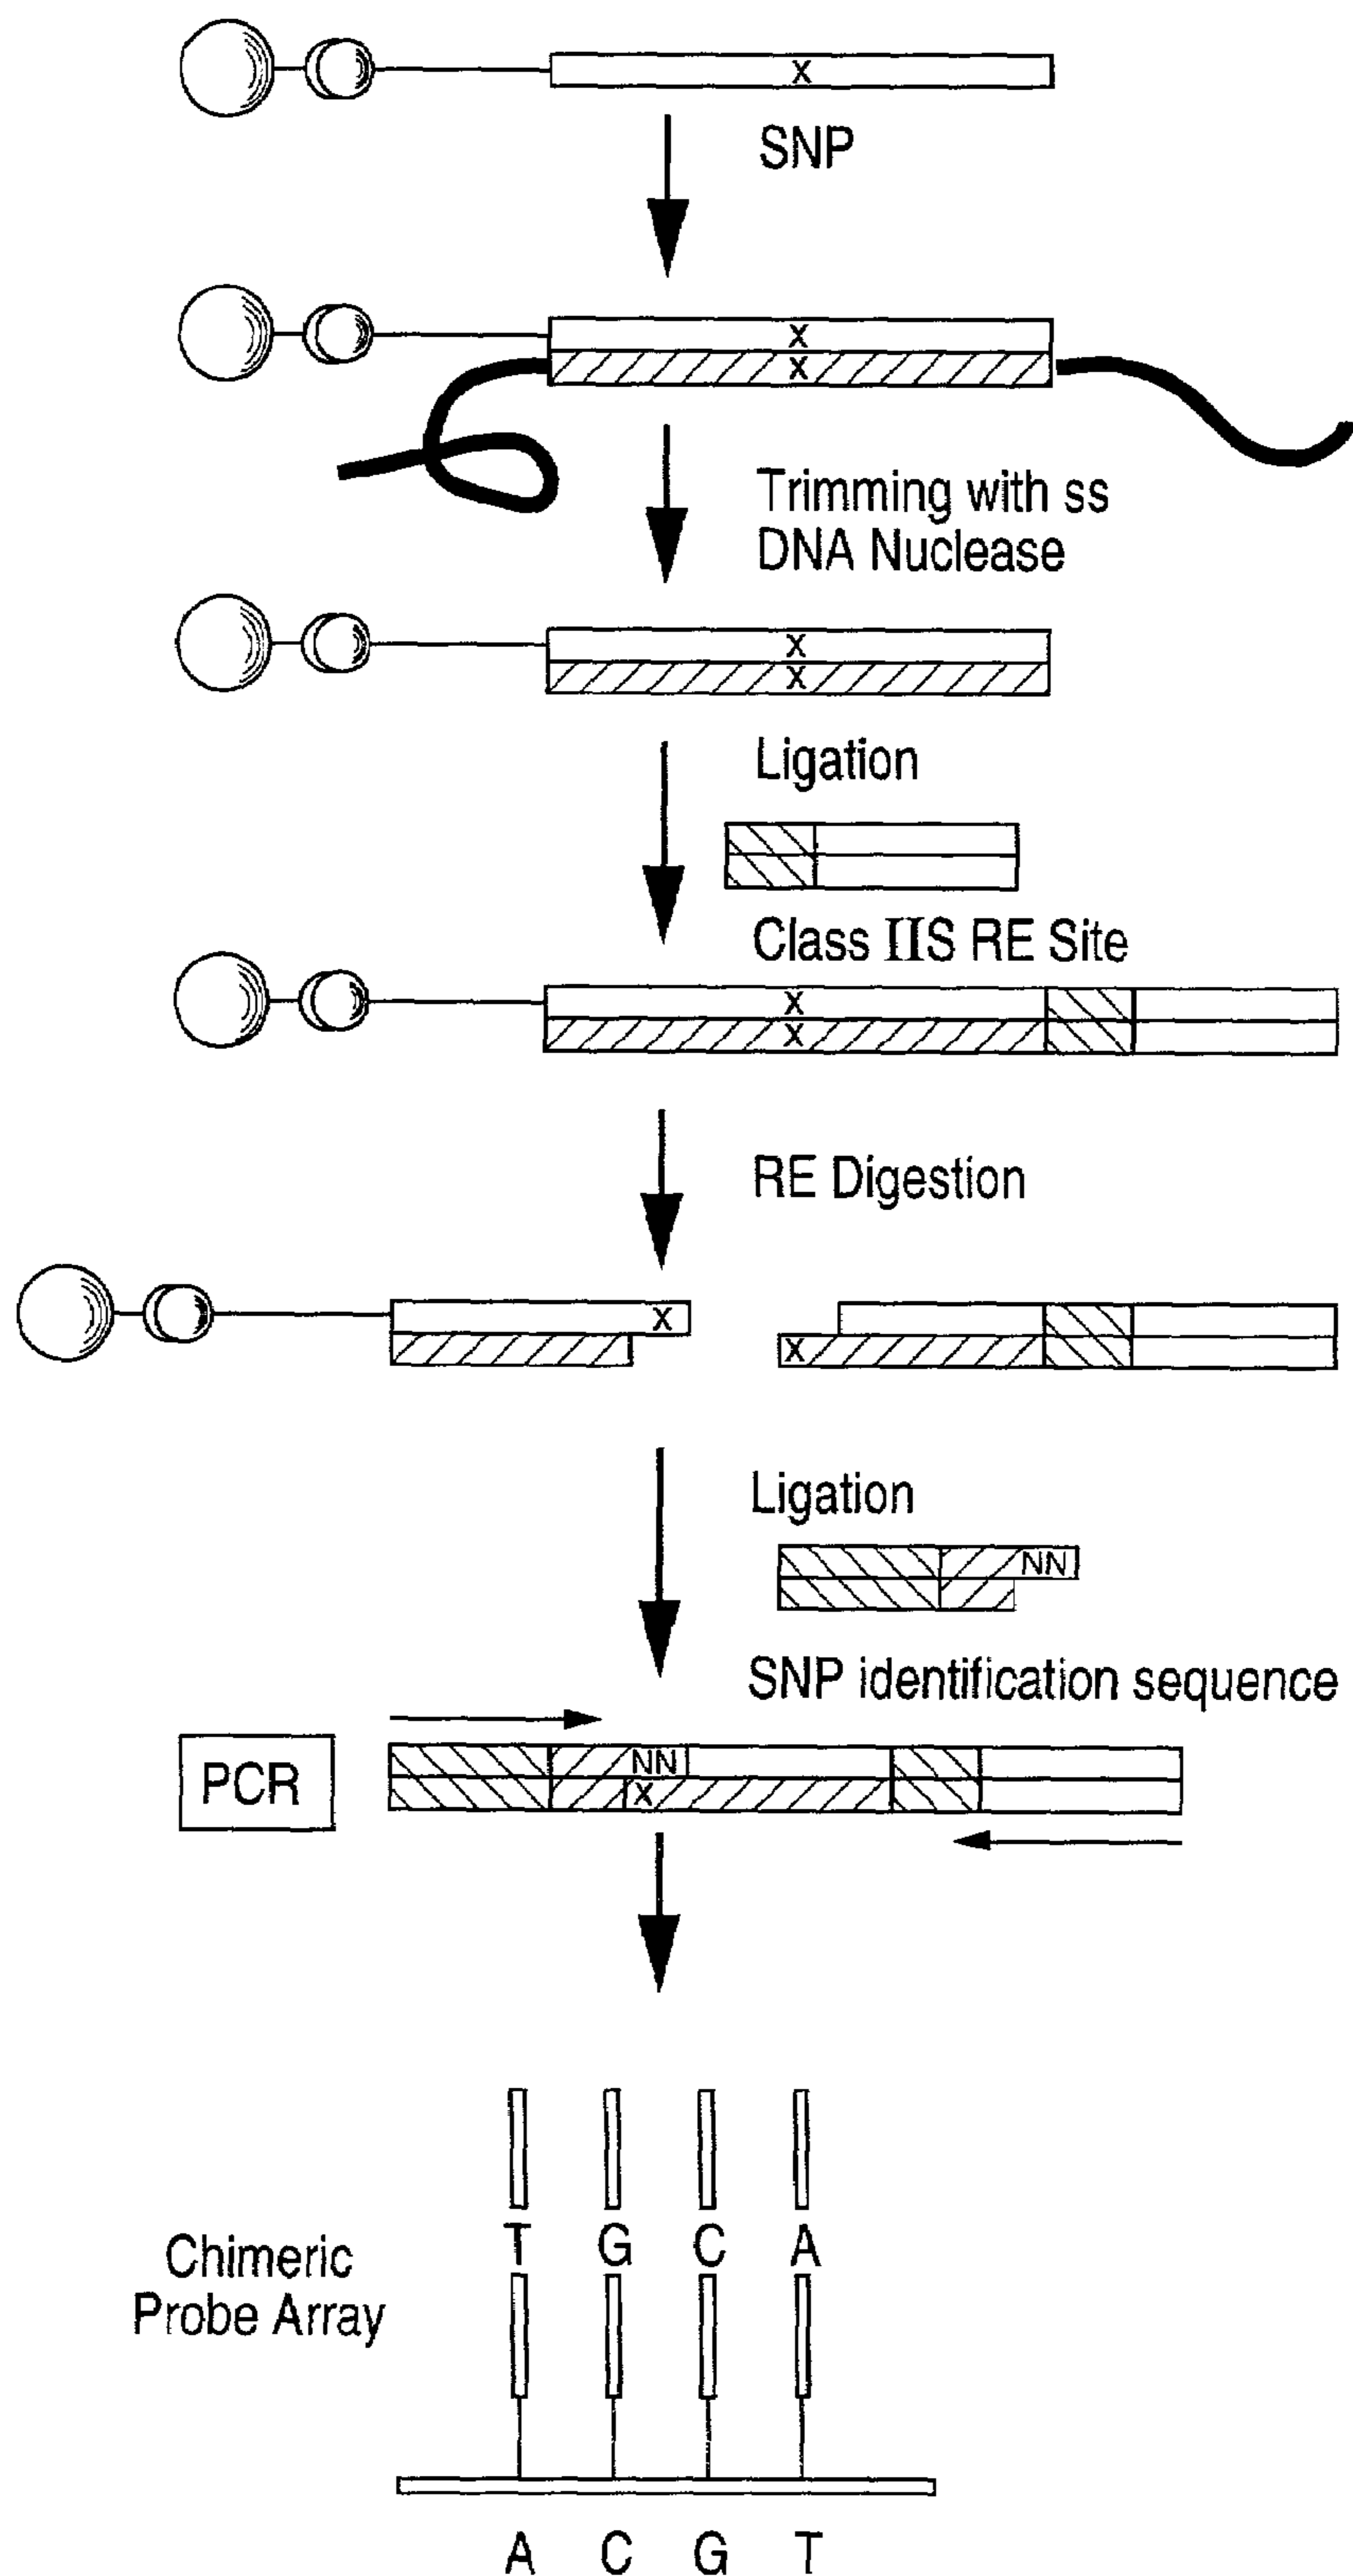 X
SNP
X
X
Trimming with ss
DNA Nuclease
X
X
Ligation
Class IIS RE Site
X
X
RE Digestion
X
X
Ligation
NN
SNP identification sequence
PCR
NN
X
T G C A
Chimeric
Probe Array
A C G T